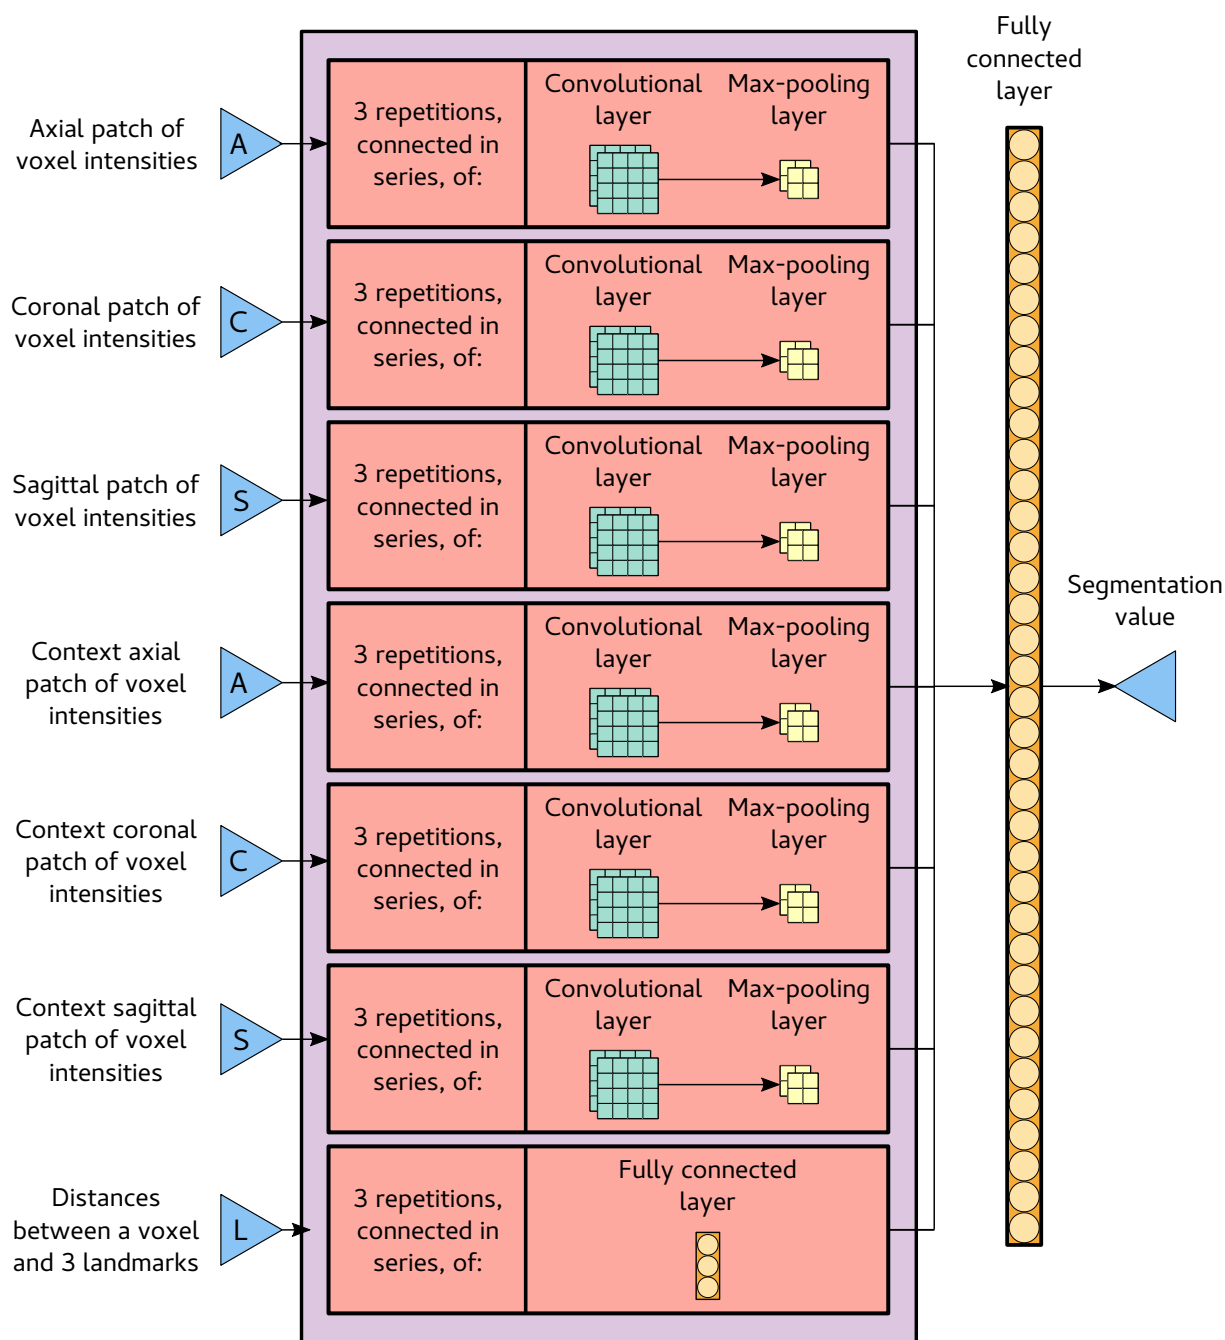 Fully
connected
layer
Axial patch of
voxel intensities
A
3 repetitions,
connected in
series, of:
Convolutional
layer
Max-pooling
layer
Coronal patch of
voxel intensities
C
3 repetitions,
connected in
series, of:
Convolutional
layer
Max-pooling
layer
Sagittal patch of
voxel intensities
S
3 repetitions,
connected in
series, of:
Convolutional
layer
Max-pooling
layer
Segmentation
value
Context axial
patch of voxel
intensities
A
3 repetitions,
connected in
series, of:
Convolutional
layer
Max-pooling
layer
Context coronal
patch of voxel
intensities
C
3 repetitions,
connected in
series, of:
Convolutional
layer
Max-pooling
layer
Context sagittal
patch of voxel
intensities
S
3 repetitions,
connected in
series, of:
Convolutional
layer
Max-pooling
layer
Distances
between a voxel
and 3 landmarks
L
3 repetitions,
connected in
series, of:
Fully connected
layer